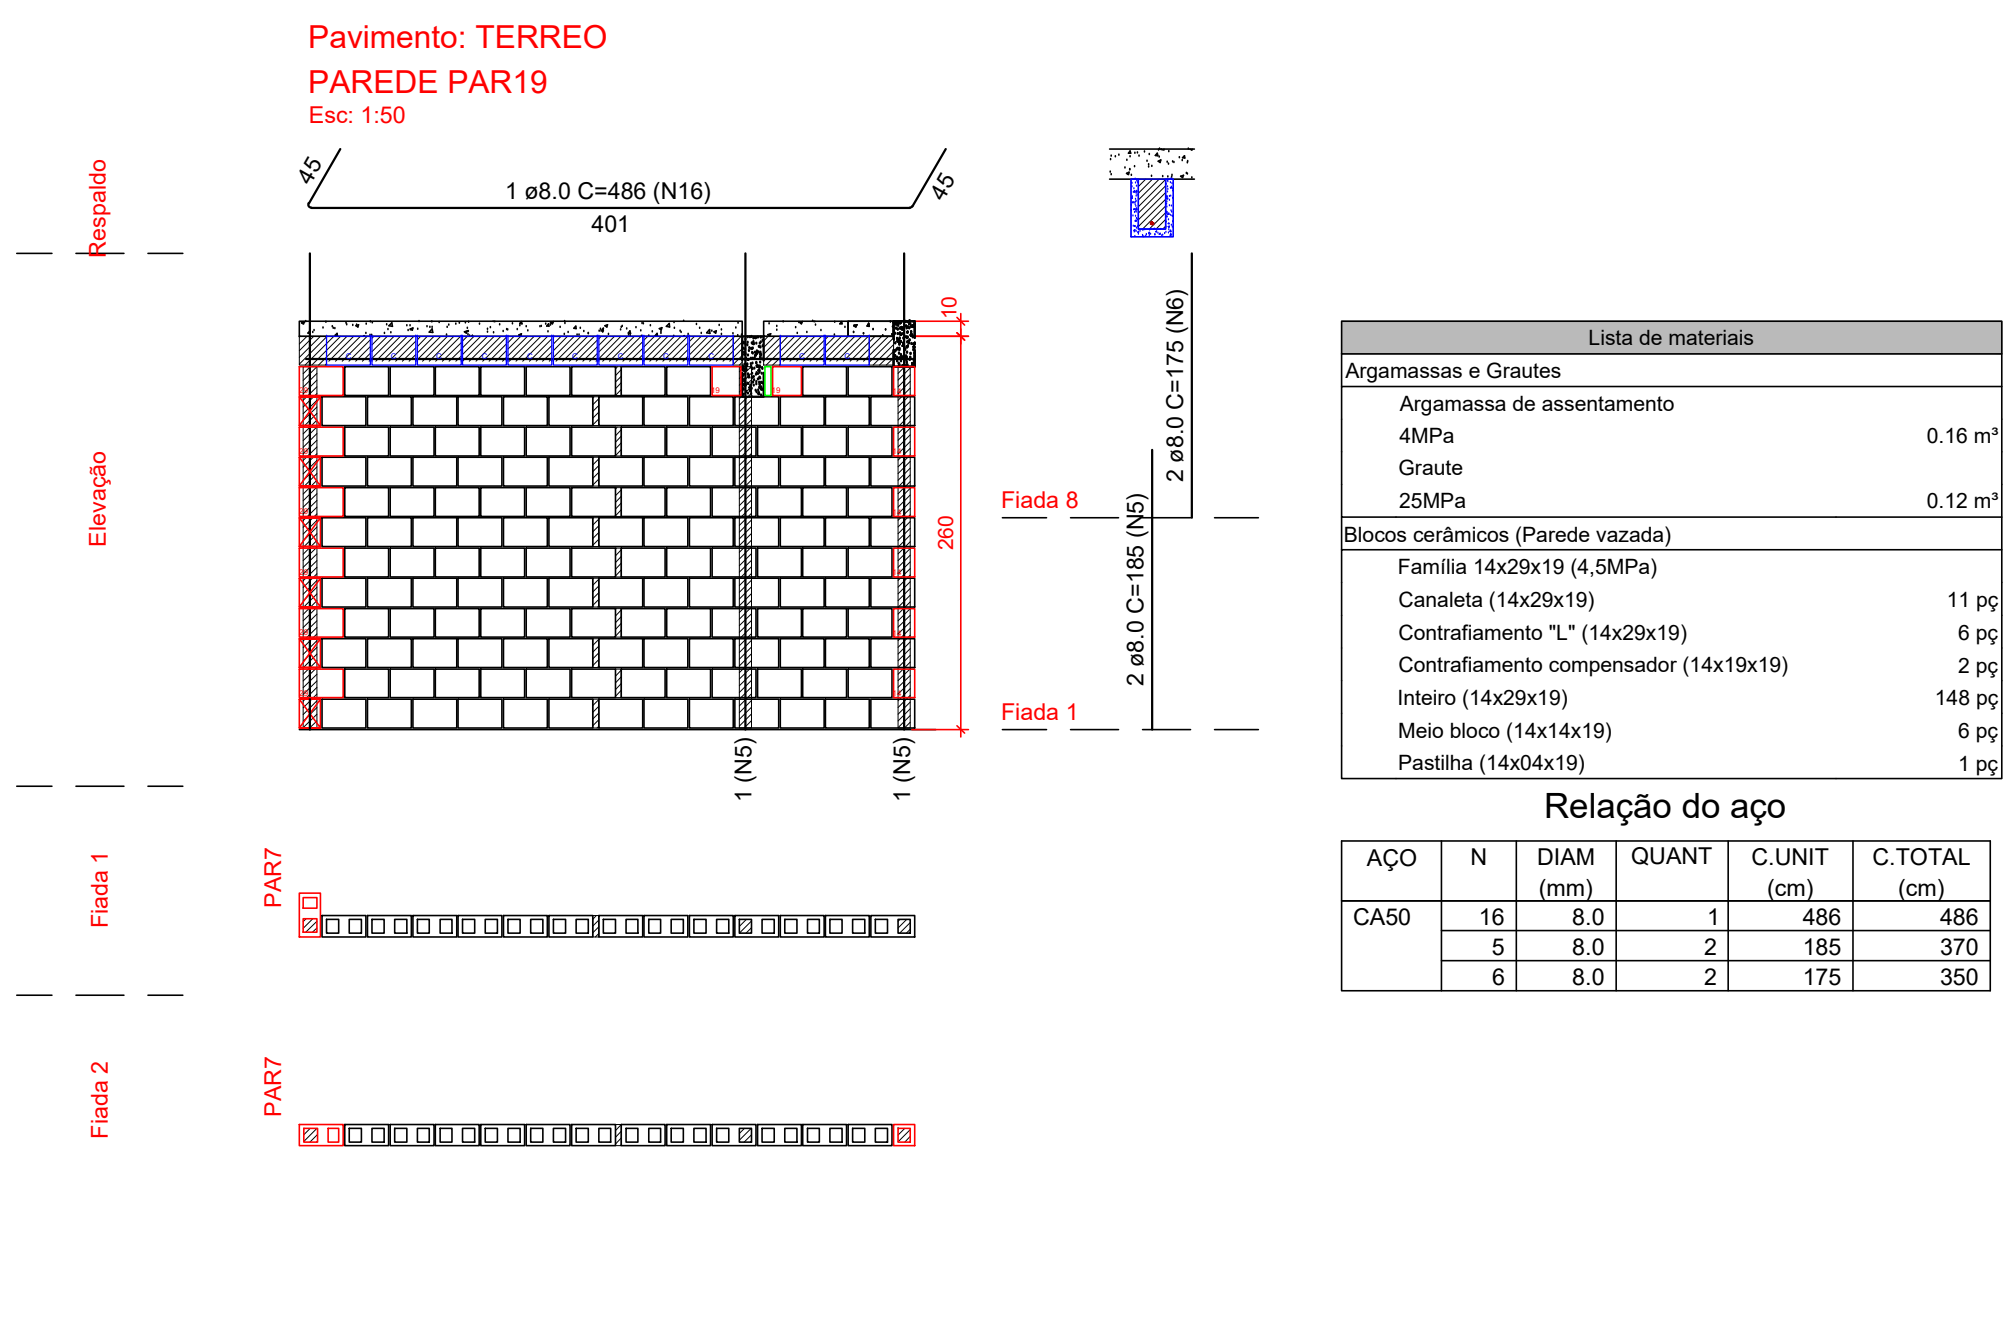 Pavimento: TERREO
PAREDE PAR19
Esc: 1:50
Respaldo
45
1 ø8.0 C=486 (N16)
401
45
Elevação
10
260
1 (N5)
1 (N5)
2 ø8.0 C=175 (N6)
2 ø8.0 C=185 (N5)
Fiada 8
Fiada 1
Fiada 1
PAR7
Fiada 2
PAR7
Lista de materiais
Argamassas e Grautes
Argamassa de assentamento
4MPa 0.16 m³
Graute
25MPa 0.12 m³
Blocos cerâmicos (Parede vazada)
Família 14x29x19 (4,5MPa)
Canaleta (14x29x19) 11 pç
Contrafiamento "L" (14x29x19) 6 pç
Contrafiamento compensador (14x19x19) 2 pç
Inteiro (14x29x19) 148 pç
Meio bloco (14x14x19) 6 pç
Pastilha (14x04x19) 1 pç
Relação do aço
AÇO N DIAM QUANT C.UNIT C.TOTAL
(mm) (cm) (cm)
CA50 16 8.0 1 486 486
5 8.0 2 185 370
6 8.0 2 175 350